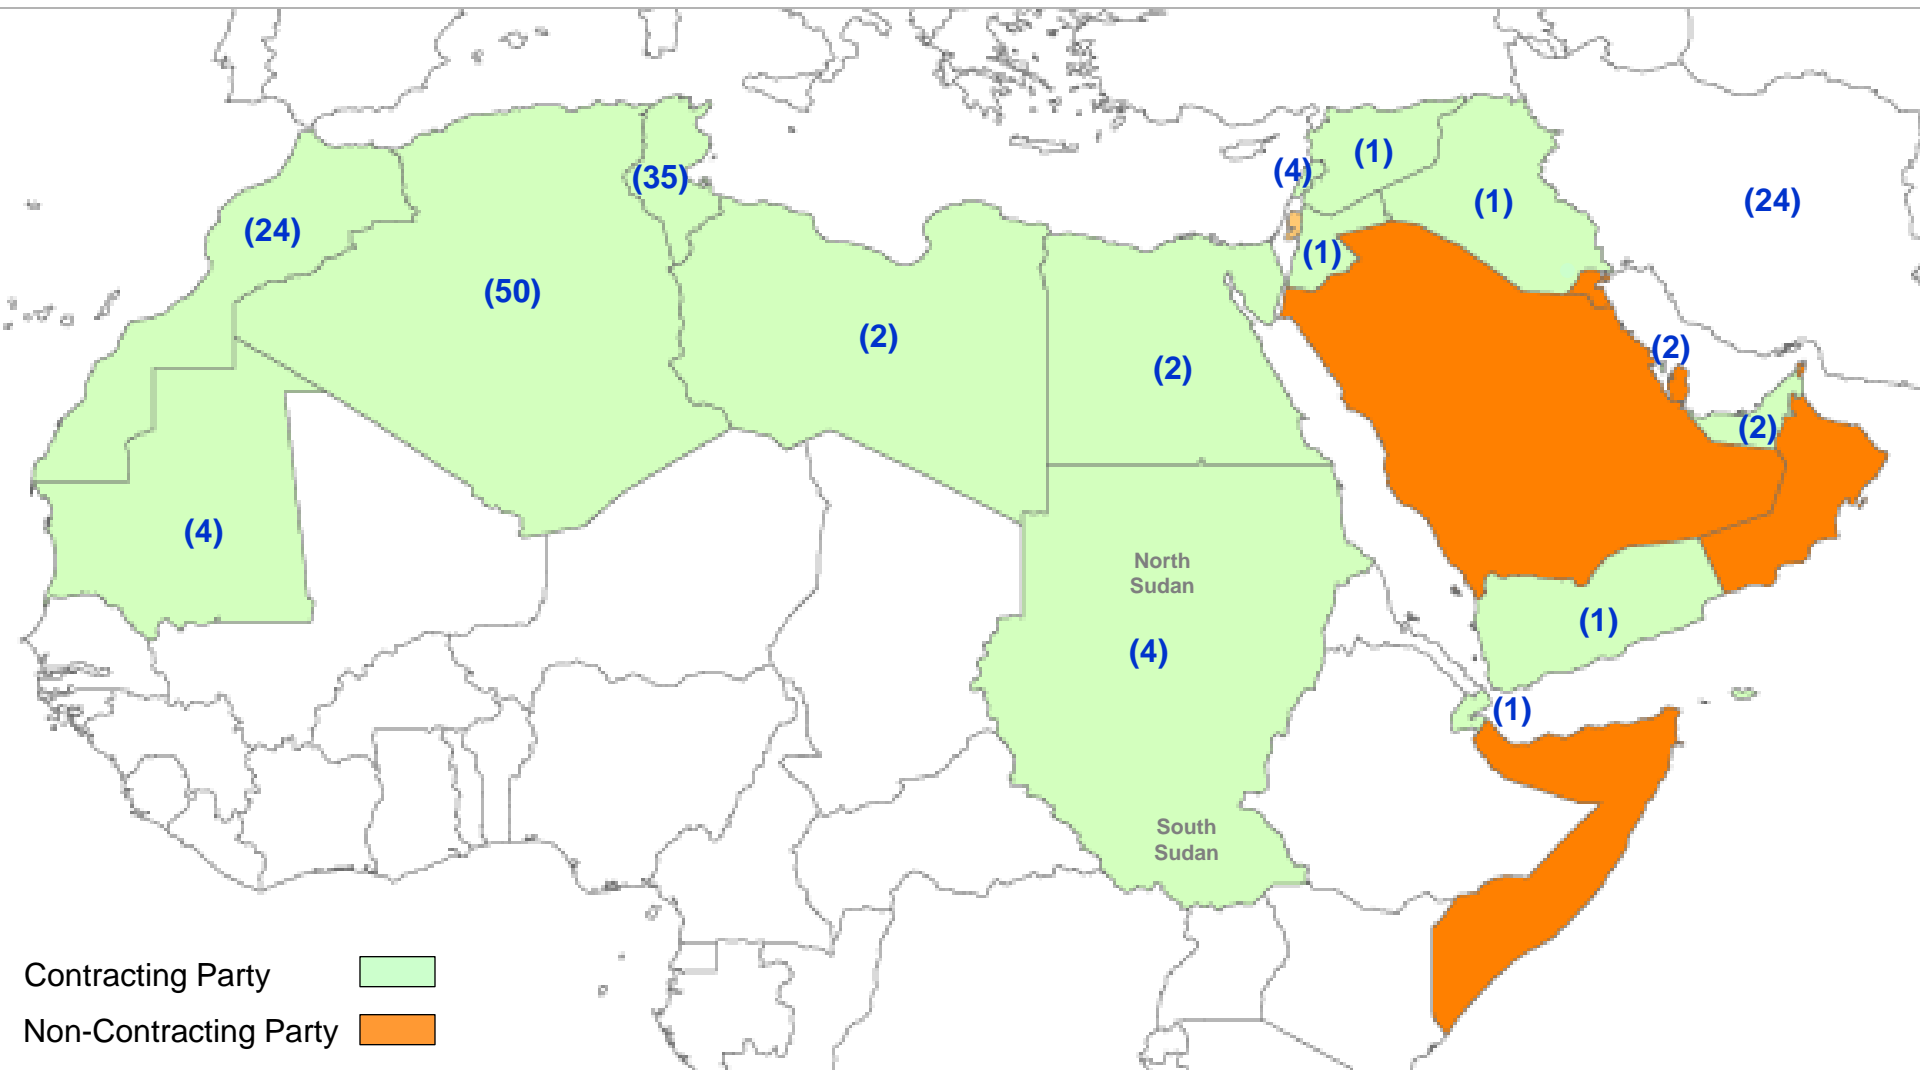 (4)
(1)
(35)
(1)
(24)
(24)
(1)
(50)
(2)
(2)
(2)
(2)
(4)
North
Sudan
(1)
(4)
(1)
South
Sudan
Contracting Party
Non-Contracting Party